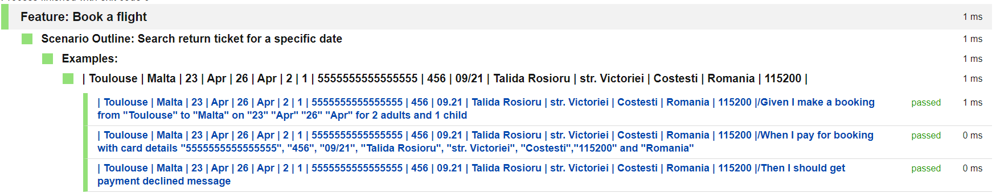 Process finished with exit code 0
Feature: Book a flight 1 ms
Scenario Outline: Search return ticket for a specific date 1 ms
Examples: 1 ms
| Toulouse | Malta | 23 | Apr | 26 | Apr | 2 | 1 | 5555555555555555 | 456 | 09/21 | Talida Rosioru | str. Victoriei | Costesti | Romania | 115200 | 1 ms
| Toulouse | Malta | 23 | Apr | 26 | Apr | 2 | 1 | 5555555555555555 | 456 | 09.21 | Talida Rosioru | str. Victoriei | Costesti | Romania | 115200 |/Given I make a booking passed 1 ms
from "Toulouse" to "Malta" on "23" "Apr" "26" "Apr" for 2 adults and 1 child
| Toulouse | Malta | 23 | Apr | 26 | Apr | 2 | 1 | 5555555555555555 | 456 | 09.21 | Talida Rosioru | str. Victoriei | Costesti | Romania | 115200 |/When I pay for booking passed 0 ms
with card details "5555555555555555", "456", "09/21", "Talida Rosioru", "str. Victoriei", "Costesti","115200" and "Romania"
| Toulouse | Malta | 23 | Apr | 26 | Apr | 2 | 1 | 5555555555555555 | 456 | 09.21 | Talida Rosioru | str. Victoriei | Costesti | Romania | 115200 |/Then I should get passed 0 ms
payment declined message